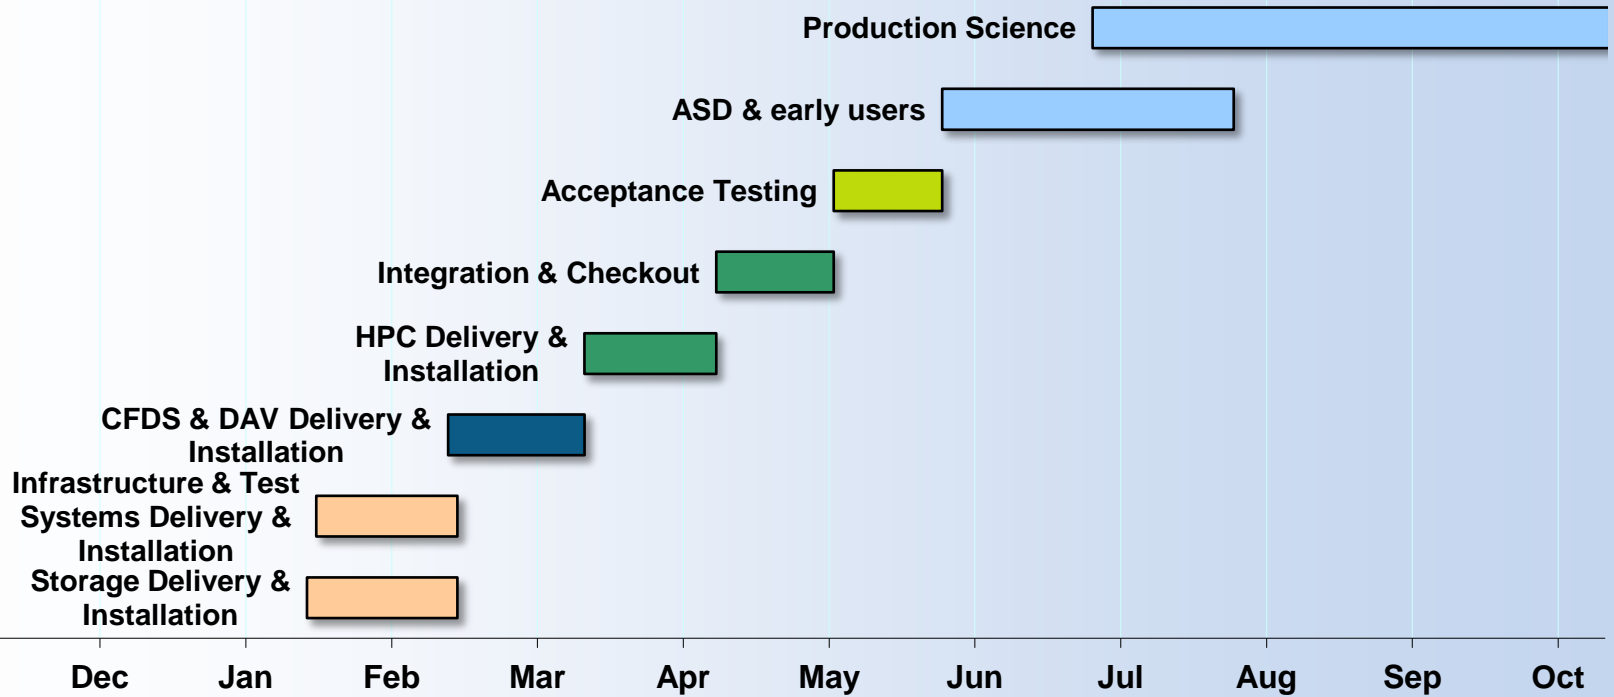 Production Science
ASD & early users
Acceptance Testing
Integration & Checkout
HPC Delivery &
Installation
CFDS & DAV Delivery &
Installation
Infrastructure & Test
Systems Delivery &
Installation
Storage Delivery &
Installation
Dec Jan Feb Mar Apr May Jun Jul Aug Sep Oct